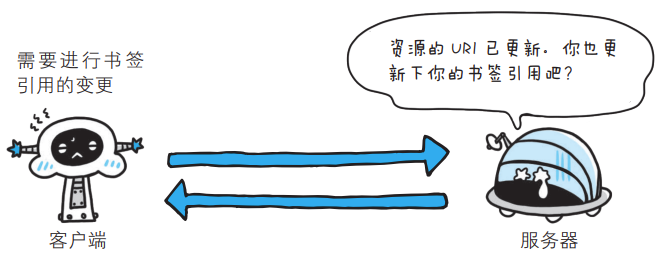 需要进行书签
引用的变更
资源的 URI 已更新。你也更
新下你的书签引用吧？
客户端
服务器